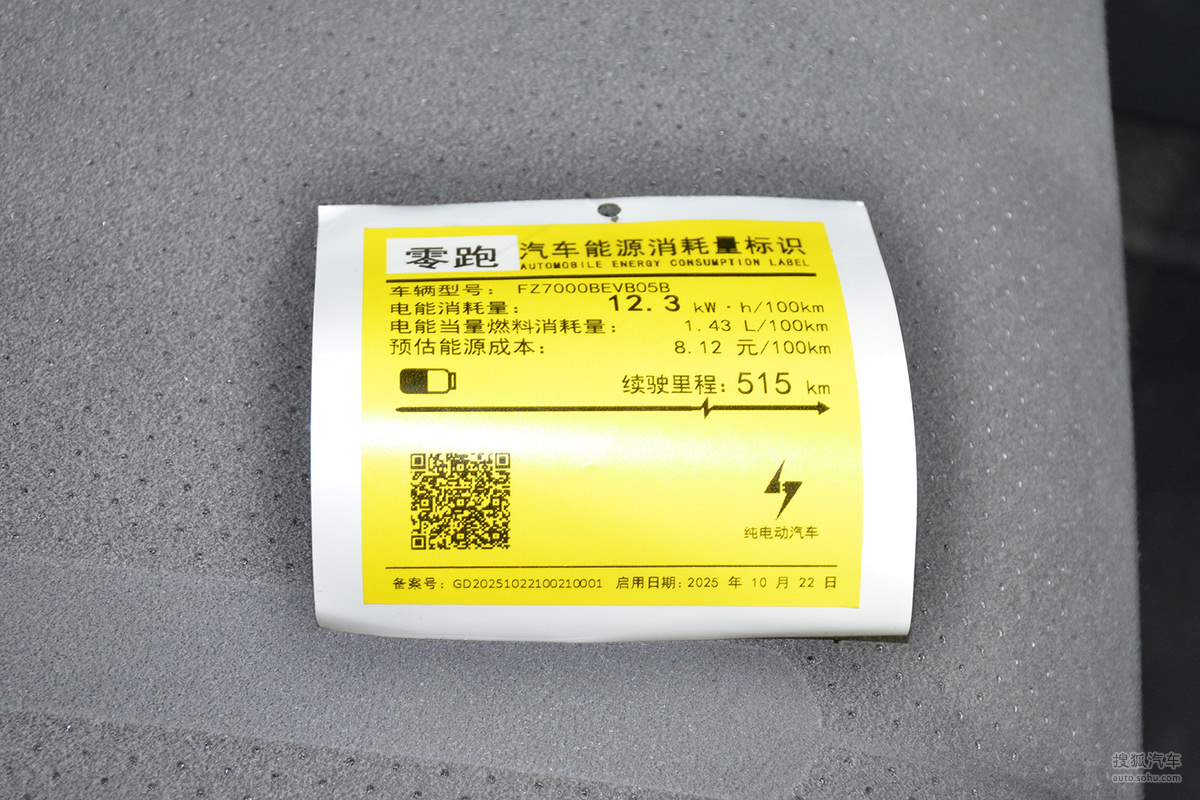 零跑 汽车能源消耗量标识
AUTOMOBILE ENERGY CONSUMPTION LABEL
车辆型号: FZ7000BEVB05B
电能消耗量: 12.3 kW·h/100km
电能当量燃料消耗量: 1.43 L/100km
预估能源成本: 8.12 元/100km
续驶里程: 515 km
纯电动汽车
备案号: GD20251022100210001 启用日期: 2025 年 10 月 22 日
搜狐汽车
auto.sohu.com